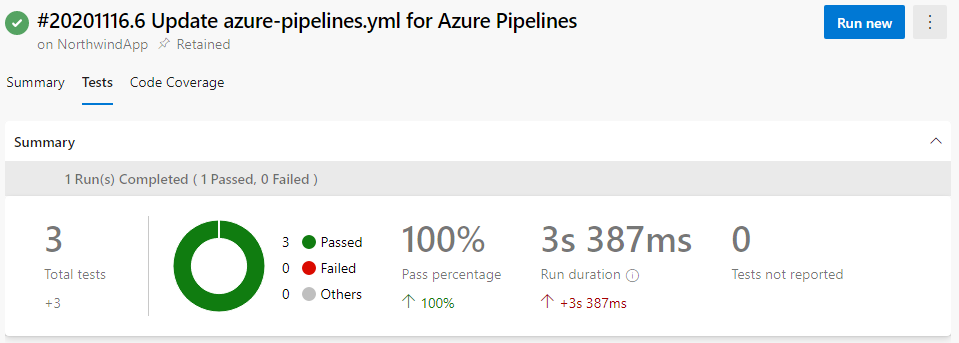 #20201116.6 Update azure-pipelines.yml for Azure Pipelines
on NorthwindApp Retained
Run new
Summary Tests Code Coverage
Summary
1 Run(s) Completed ( 1 Passed, 0 Failed )
3
Total tests
+3
3 Passed
0 Failed
0 Others
100%
Pass percentage
100%
3s 387ms
Run duration
+3s 387ms
0
Tests not reported